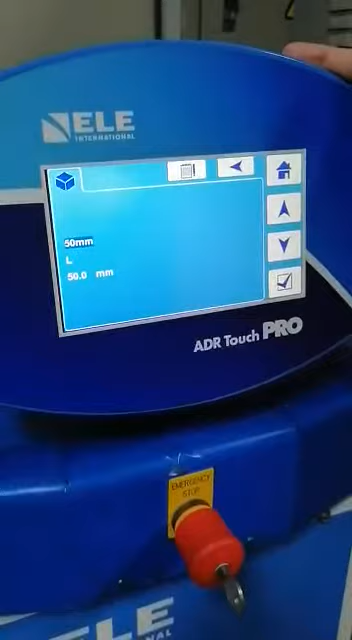 ELE
INTERNATIONAL
50mm
L
50.0 mm
ADR Touch PRO
EMERGENCY
STOP
ELE